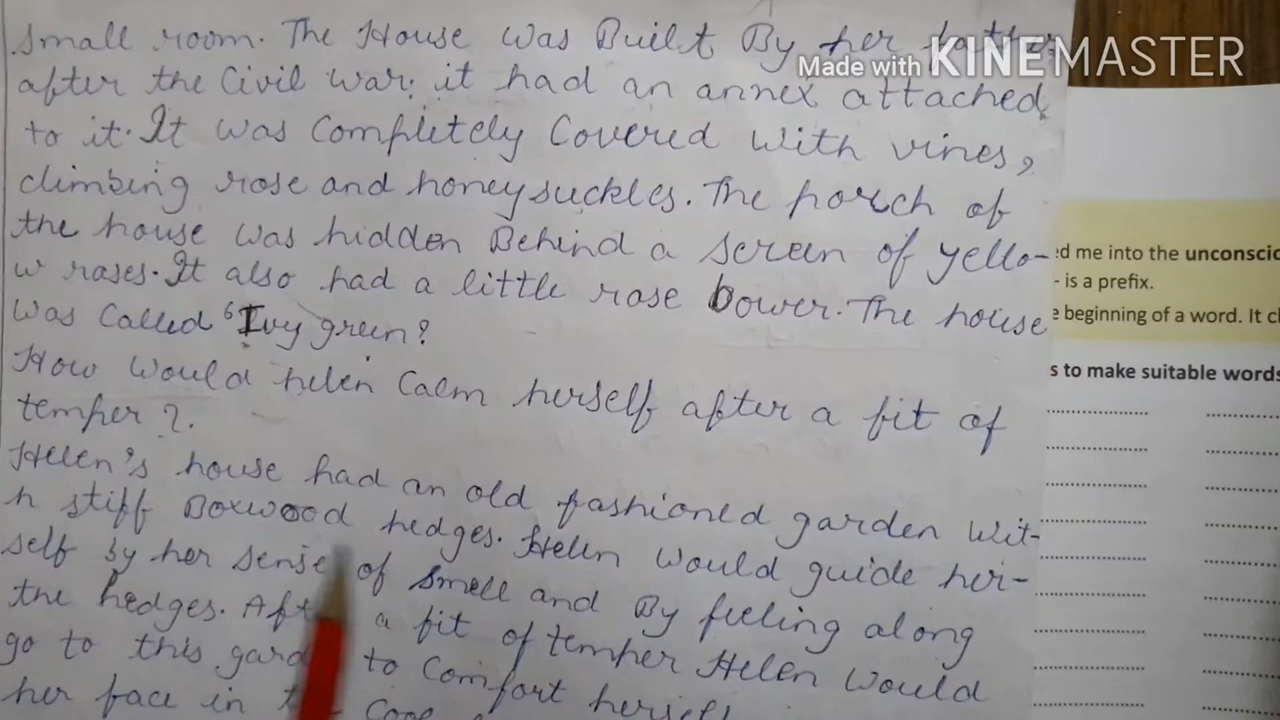 small room. The House was Built By her
Made with KINEMASTER
after the Civil war. it had an annex attached
to it. It was Completely Covered With vines,
climbing rose and honeysuckles. The porch of
the house was hidden Behind a screen of yello-
w roses. It also had a little rose bower. The house
was Called 'Ivy green?
How would helen Calm herself after a fit of
temper ?.
Helen's house had an old fashioned garden wit-
h stiff Boxwood hedges. Helen would guide her-
self by her sense of smell and By feeling along
the hedges. a fit of temper Helen would
go to this to Comfort herself
her face in
ed me into the unconscio
- is a prefix.
e beginning of a word. It c
s to make suitable words